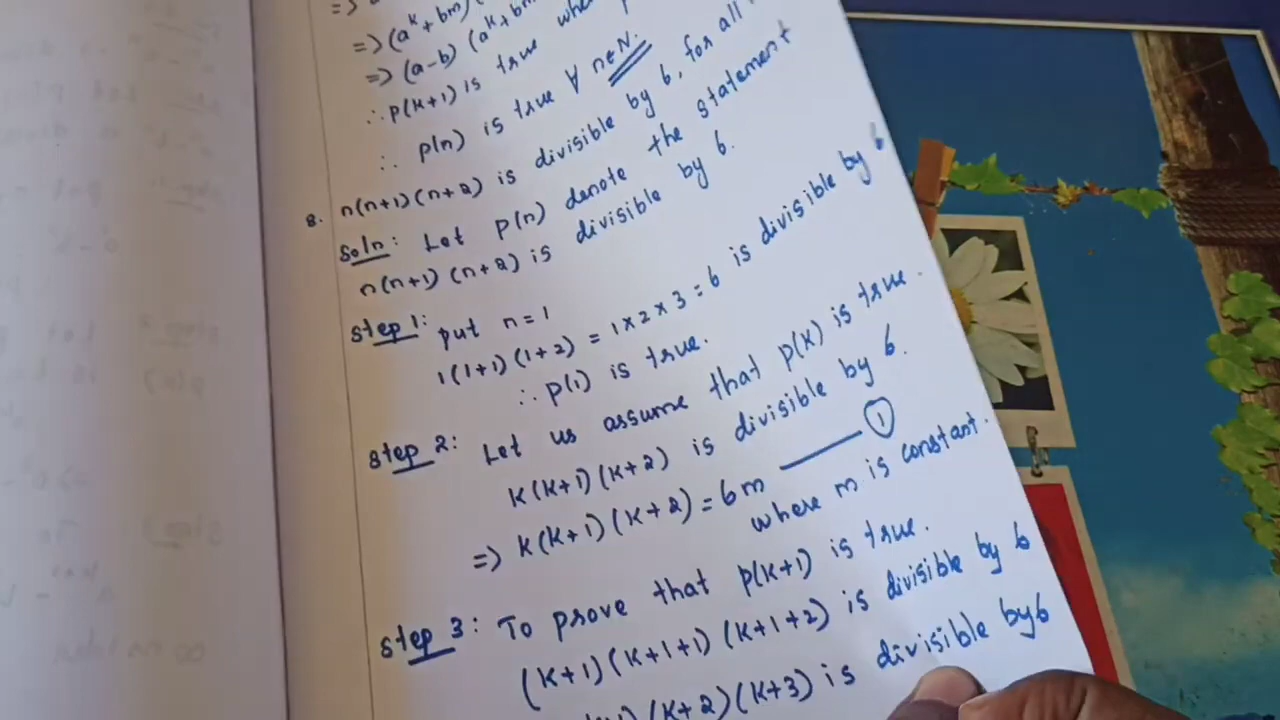 => (a^k + bm)
=> (a-b) (a^k + bm
∴ p(k+1) is true
∴ p(n) is true ∀ n∈N.
8. n(n+1)(n+2) is divisible by 6, for all
Soln: Let p(n) denote the statement
n(n+1)(n+2) is divisible by 6.
Step 1: put n=1
1(1+1)(1+2) = 1×2×3 = 6 is divisible by 6
∴ p(1) is true.
Step 2: Let us assume that p(k) is true.
k(k+1)(k+2) is divisible by 6.
=> k(k+1)(k+2) = 6m ——— ①
where m is constant.
Step 3: To prove that p(k+1) is true.
(k+1)(k+1+1)(k+1+2) is divisible by 6
(k+2)(k+3) is divisible by 6